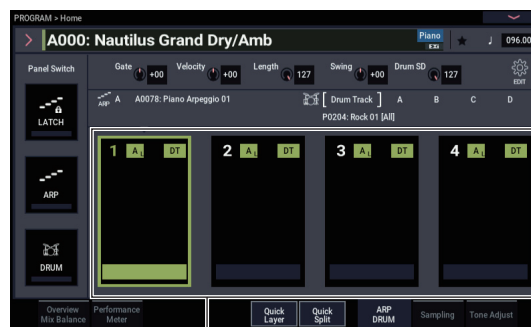 PROGRAM > Home
A000: Nautilus Grand Dry/Amb
Piano
EXi
♩ 096.00
Panel Switch
Gate +00 Velocity +00 Length 127 Swing +00 Drum SD 127
EDIT
ARP A A0078: Piano Arpeggio 01 [ Drum Track ] A B C D
P0204: Rock 01 [All]
LATCH
ARP
DRUM
1 A L DT
2 A L DT
3 A L DT
4 A L DT
Overview Mix Balance
Performance Meter
Quick Layer
Quick Split
ARP DRUM
Sampling
Tone Adjust